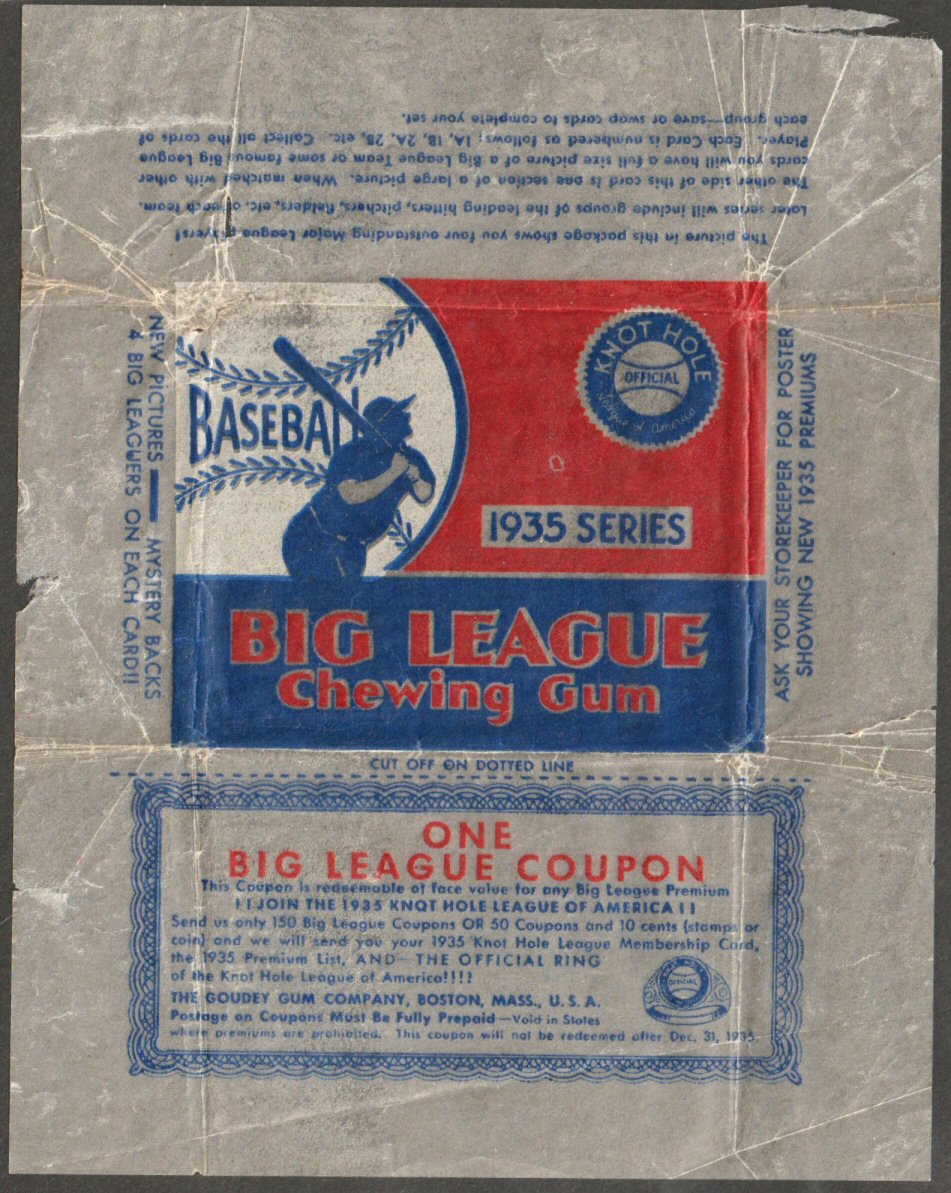 The picture in this package shows you four outstanding Major League Players!
Later series will include groups of the leading hitters, pitchers, fielders, etc. of each team.
The other side of this card is one section of a large picture. When matched with other
cards you will have a full size picture of a Big League Team or some famous Big League
Player. Each Card is numbered as follows: 1A, 1B, 2A, 2B, etc. Collect all the cards of
each group—save or swap cards to complete your set.
NEW PICTURES — MYSTERY BACKS
4 BIG LEAGUERS ON EACH CARD!!
BASEBALL
KNOT HOLE
OFFICIAL
League of America
1935 SERIES
BIG LEAGUE
Chewing Gum
ASK YOUR STOREKEEPER FOR POSTER
SHOWING NEW 1935 PREMIUMS
CUT OFF ON DOTTED LINE
ONE
BIG LEAGUE COUPON
This Coupon is redeemable at face value for any Big League Premium
!!JOIN THE 1935 KNOT HOLE LEAGUE OF AMERICA!!
Send us only 150 Big League Coupons OR 50 Coupons and 10 cents (stamps or
coin) and we will send you your 1935 Knot Hole League Membership Card,
the 1935 Premium List, AND—THE OFFICIAL RING
of the Knot Hole League of America!!!!
OFFICIAL
THE GOUDEY GUM COMPANY, BOSTON, MASS., U. S. A.
Postage on Coupons Must Be Fully Prepaid—Void in States
where premiums are prohibited. This coupon will not be redeemed after Dec. 31, 1935.